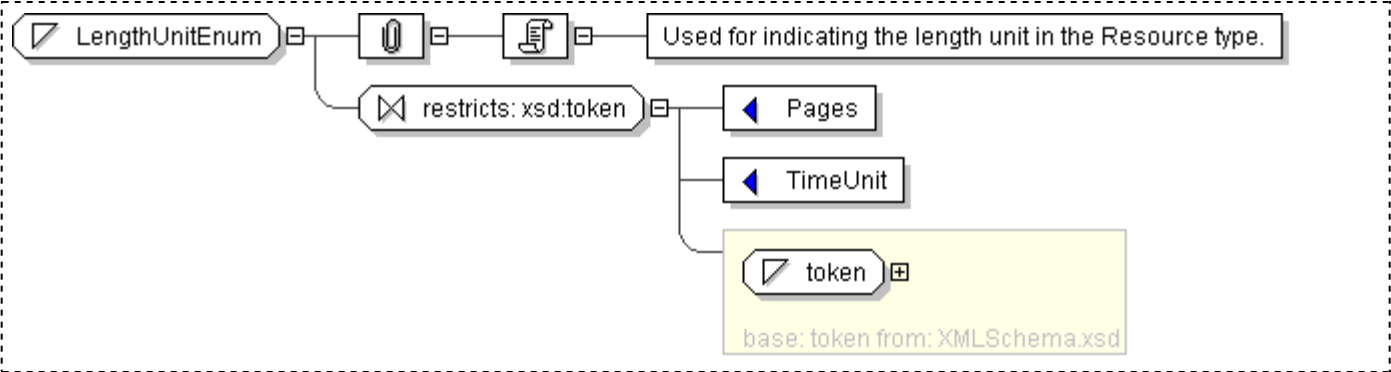 LengthUnitEnum
Used for indicating the length unit in the Resource type.
restricts: xsd:token
Pages
TimeUnit
token
base: token from: XMLSchema.xsd